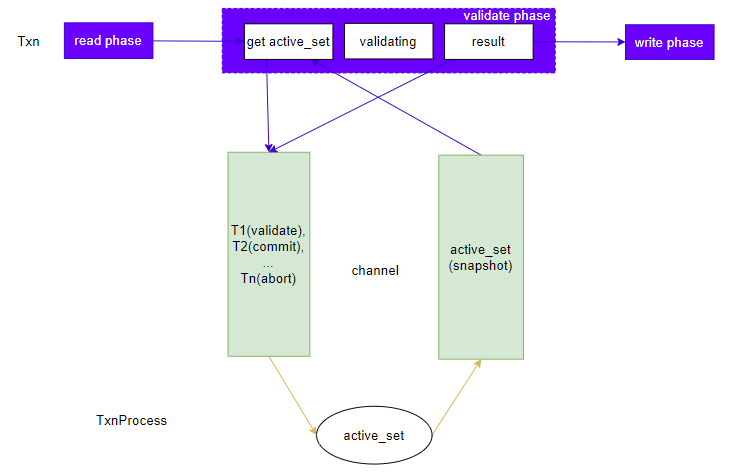 validate phase
Txn
read phase
get active_set
validating
result
write phase
T1(validate),
T2(commit),
...
Tn(abort)
channel
active_set
(snapshot)
TxnProcess
active_set